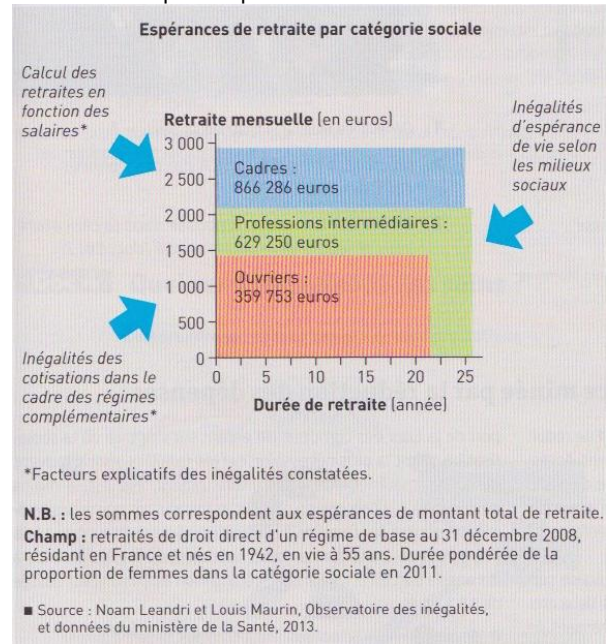 Espérances de retraite par catégorie sociale
Calcul des
retraites en
fonction des
salaires*
Retraite mensuelle (en euros)
Inégalités
d'espérance
de vie selon
les milieux
sociaux
3 000
2 500
2 000
1 500
1 000
500
0
Cadres :
866 286 euros
Professions intermédiaires :
629 250 euros
Ouvriers :
359 753 euros
0 5 10 15 20 25
Durée de retraite (année)
Inégalités des
cotisations dans le
cadre des régimes
complémentaires*
*Facteurs explicatifs des inégalités constatées.
N.B. : les sommes correspondent aux espérances de montant total de retraite.
Champ : retraités de droit direct d'un régime de base au 31 décembre 2008,
résidant en France et nés en 1942, en vie à 55 ans. Durée pondérée de la
proportion de femmes dans la catégorie sociale en 2011.
■ Source : Noam Leandri et Louis Maurin, Observatoire des inégalités,
et données du ministère de la Santé, 2013.